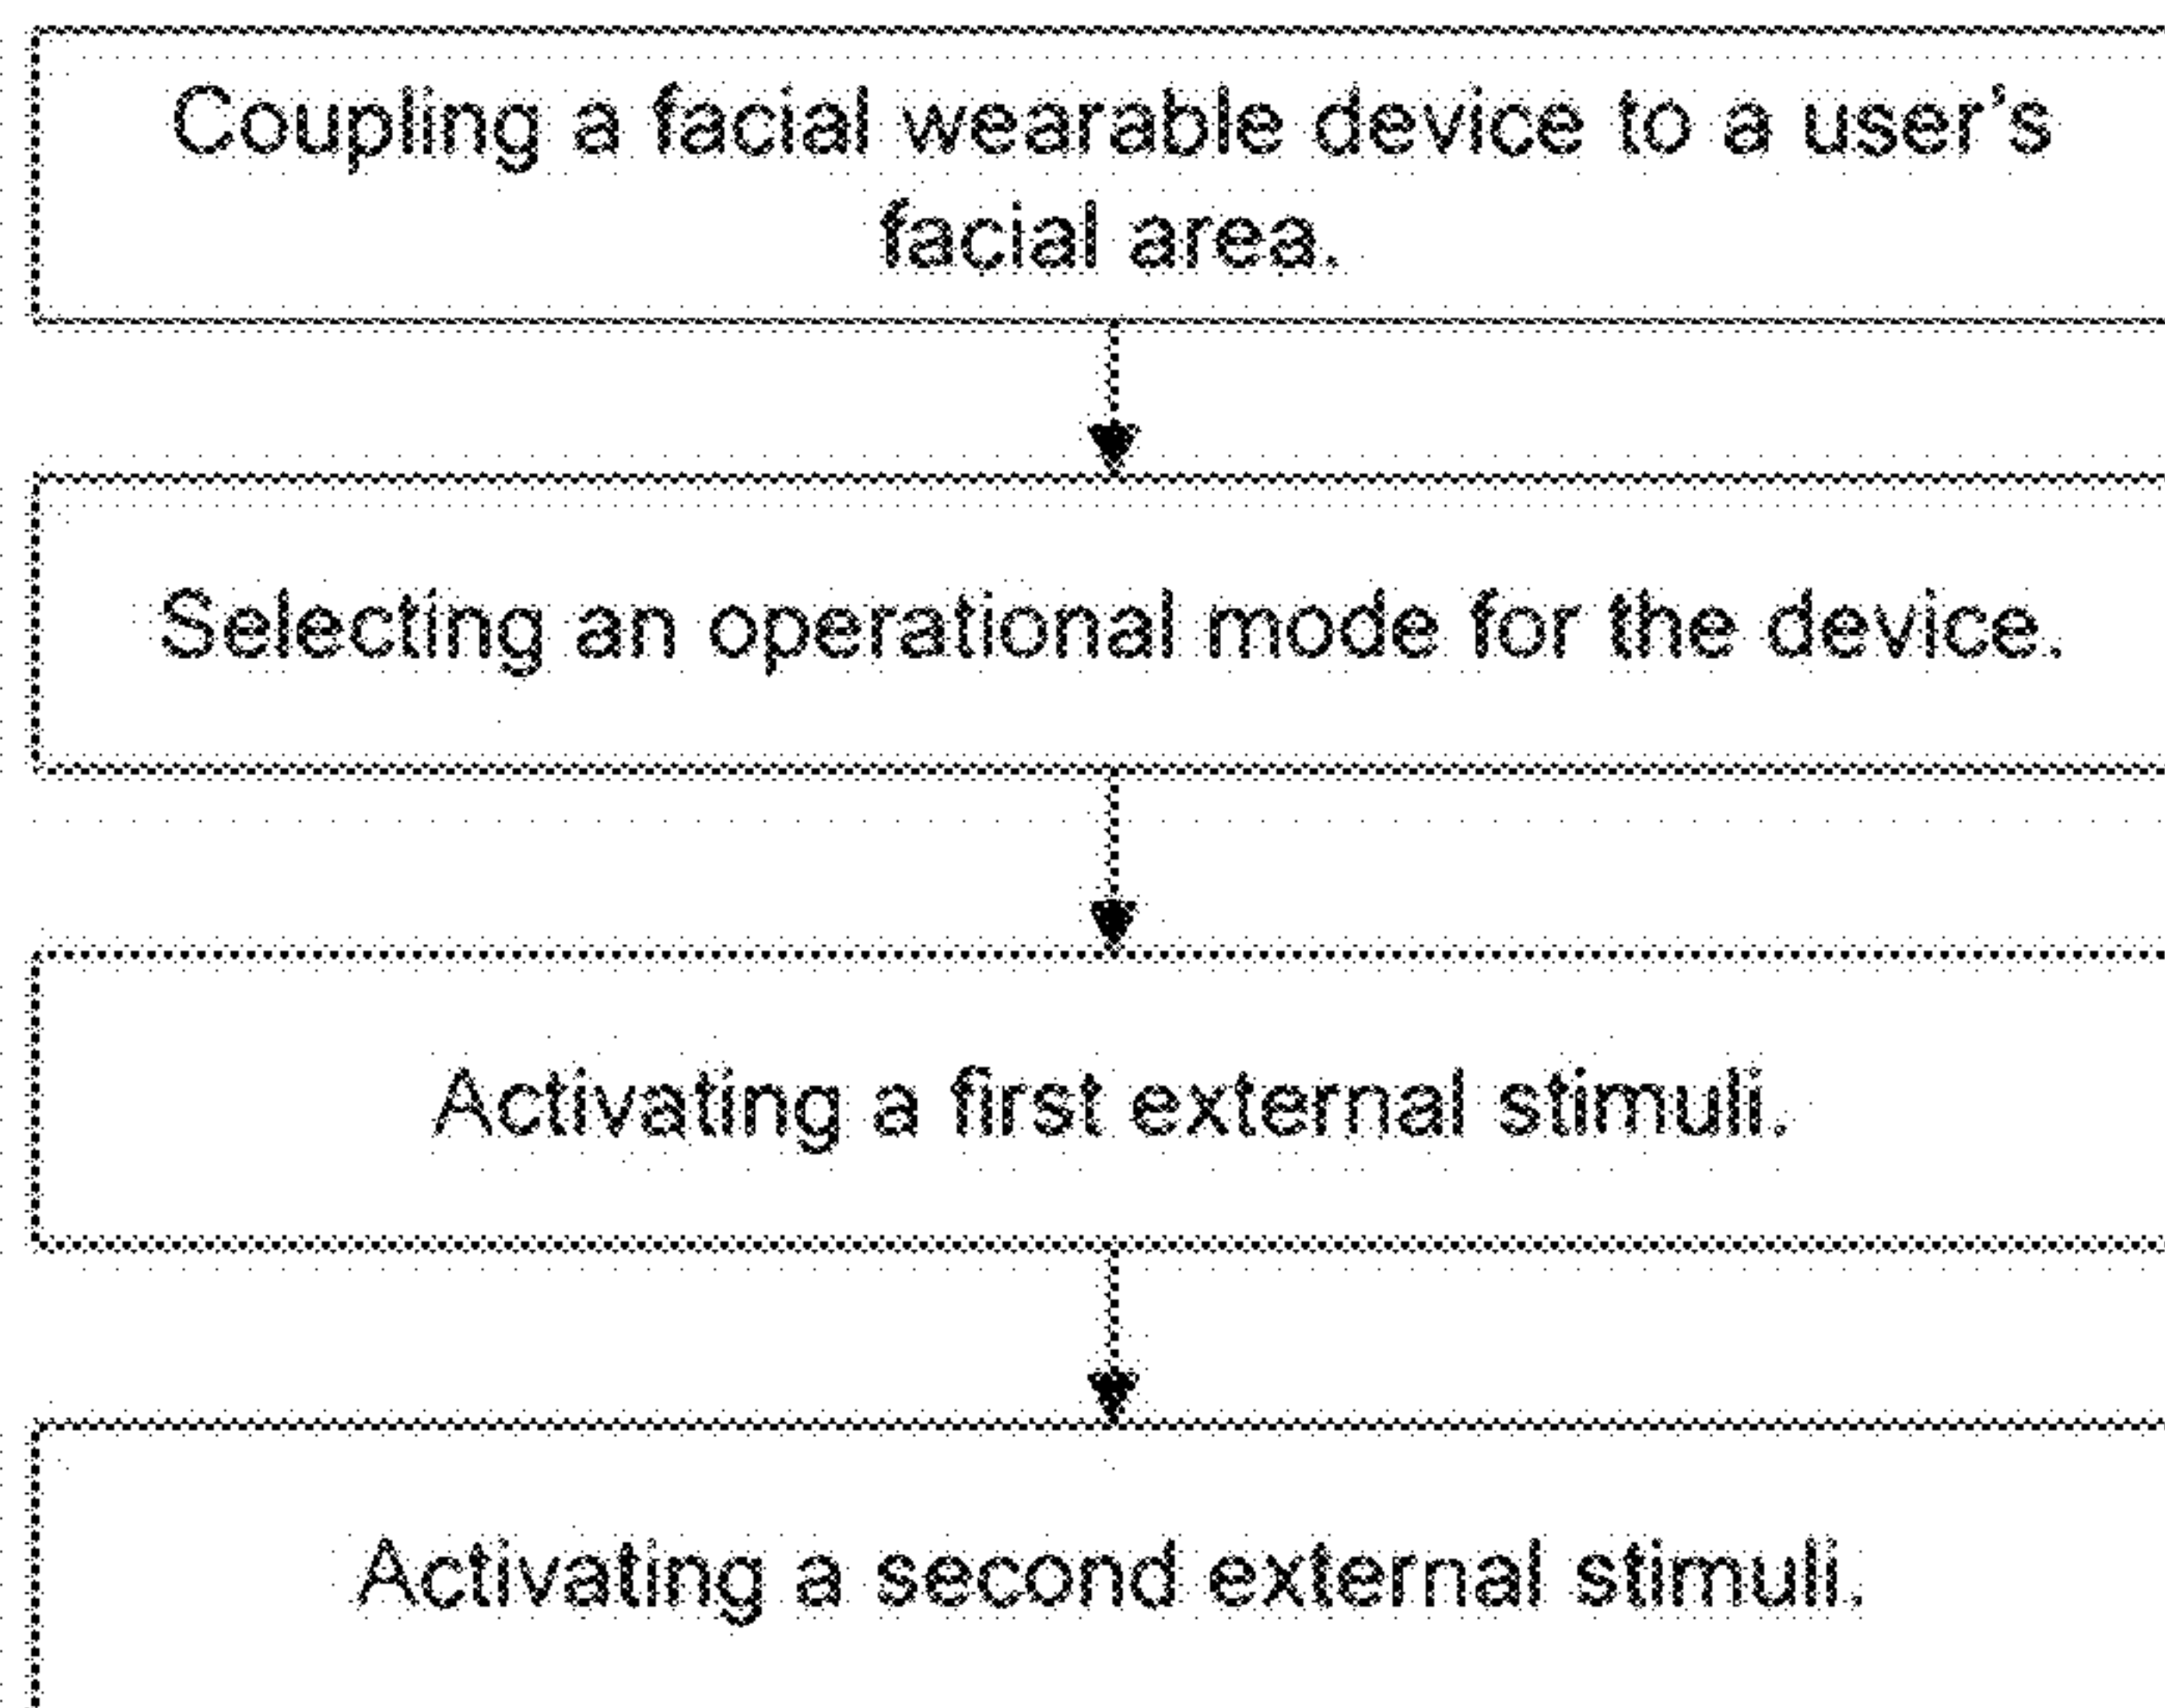 Coupling a facial wearable device to a user's
facial area.
Selecting an operational mode for the device.
Activating a first external stimuli.
Activating a second external stimuli.